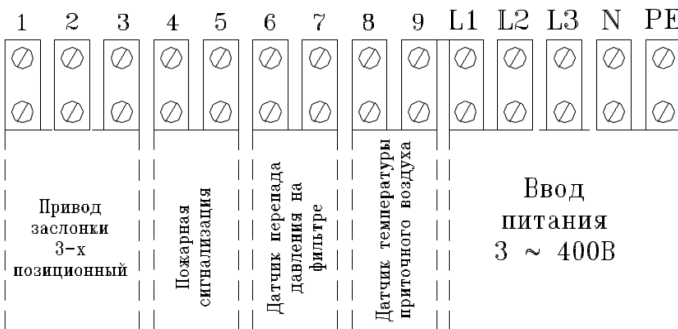 1 2 3 4 5 6 7 8 9 L1 L2 L3 N PE
Привод
заслонки
3-х
позиционный
Пожарная
сигнализация
Датчик перепада
давления на
фильтре
Датчик температуры
приточного воздуха
Ввод
питания
3 ~ 400В